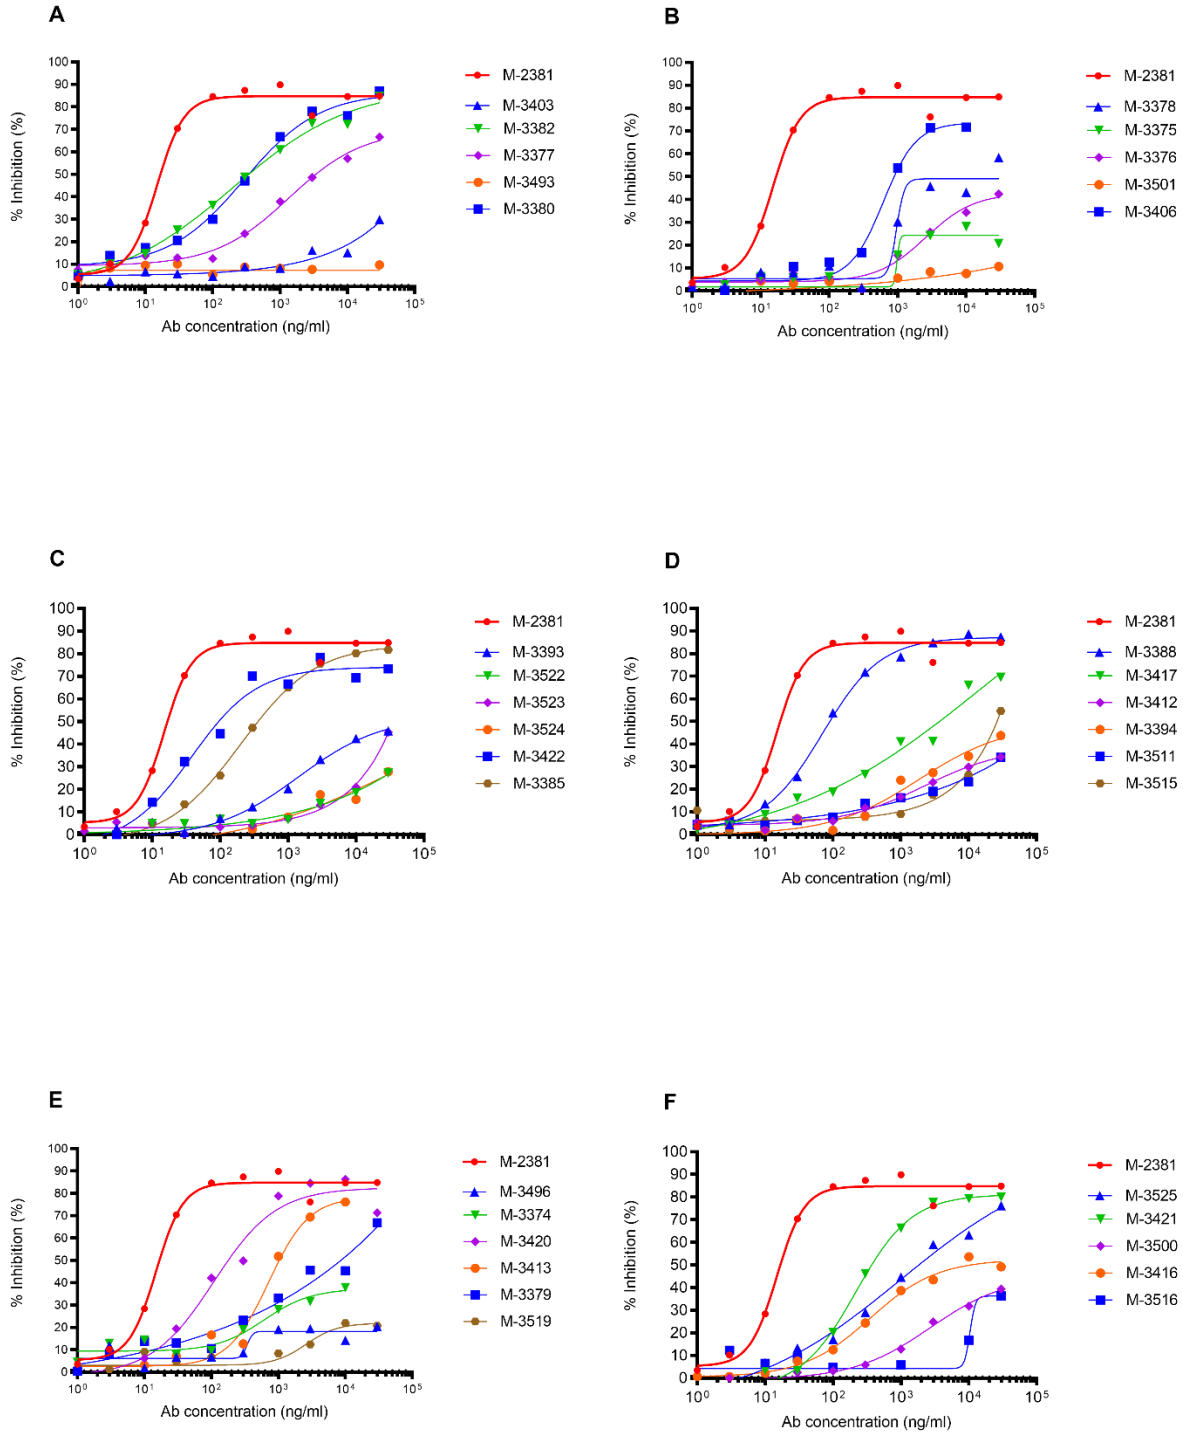 A
% Inhibition (%)
100
90
80
70
60
50
40
30
20
10
0
10⁰ 10¹ 10² 10³ 10⁴ 10⁵
Ab concentration (ng/ml)
M-2381
M-3403
M-3382
M-3377
M-3493
M-3380
B
% Inhibition (%)
100
90
80
70
60
50
40
30
20
10
0
10⁰ 10¹ 10² 10³ 10⁴ 10⁵
Ab concentration (ng/ml)
M-2381
M-3378
M-3375
M-3376
M-3501
M-3406
C
% Inhibition (%)
100
90
80
70
60
50
40
30
20
10
0
10⁰ 10¹ 10² 10³ 10⁴ 10⁵
Ab concentration (ng/ml)
M-2381
M-3393
M-3522
M-3523
M-3524
M-3422
M-3385
D
% Inhibition (%)
100
90
80
70
60
50
40
30
20
10
0
10⁰ 10¹ 10² 10³ 10⁴ 10⁵
Ab concentration (ng/ml)
M-2381
M-3388
M-3417
M-3412
M-3394
M-3511
M-3515
E
% Inhibition (%)
100
90
80
70
60
50
40
30
20
10
0
10⁰ 10¹ 10² 10³ 10⁴ 10⁵
Ab concentration (ng/ml)
M-2381
M-3496
M-3374
M-3420
M-3413
M-3379
M-3519
F
% Inhibition (%)
100
90
80
70
60
50
40
30
20
10
0
10⁰ 10¹ 10² 10³ 10⁴ 10⁵
Ab concentration (ng/ml)
M-2381
M-3525
M-3421
M-3500
M-3416
M-3516